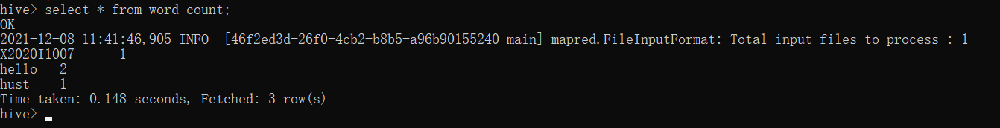 hive> select * from word_count;
OK
2021-12-08 11:41:46,905 INFO  [46f2ed3d-26f0-4cb2-b8b5-a96b90155240 main] mapred.FileInputFormat: Total input files to process : 1
X2020I1007      1
hello   2
hust    1
Time taken: 0.148 seconds, Fetched: 3 row(s)
hive>